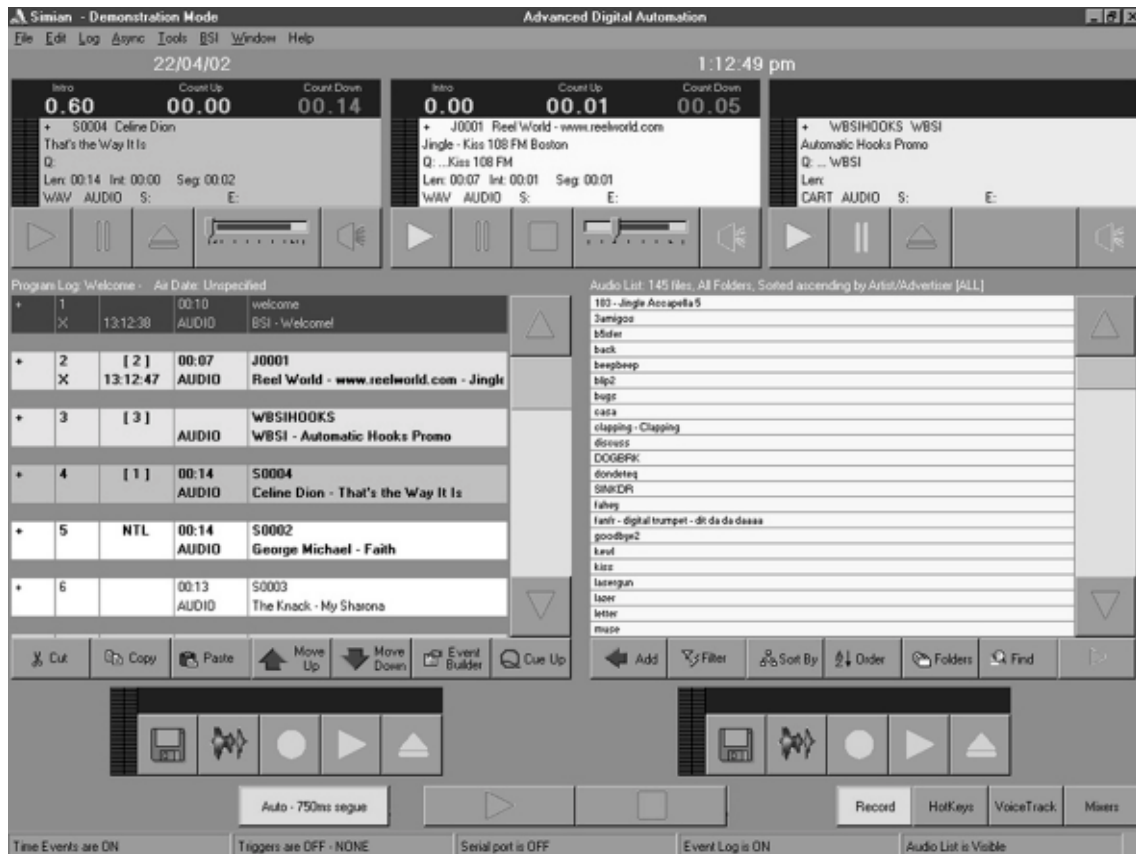 Simian - Demonstration Mode Advanced Digital Automation
File Edit Log Async Tools BSI Window Help
22/04/02 1:12:49 pm
Intro Count Up Count Down
0.60 00.00 00.14
+ S0004 Celine Dion
That's the Way It Is
Q:
Len: 00:14 Int: 00:00 Seg: 00:02
WAV AUDIO S: E:
Intro Count Up Count Down
0.00 00.01 00.05
+ J0001 Reel World - www.reelworld.com
Jingle - Kiss 108 FM Boston
Q: ...Kiss 108 FM
Len: 00:07 Int: 00:01 Seg: 00:01
WAV AUDIO S: E:
+ WBSIHOOKS WBSI
Automatic Hooks Promo
Q: ... WBSI
Len:
CART AUDIO S: E:
Program Log: Welcome - Air Date: Unspecified
+ 1 00:10 welcome
X 13:12:38 AUDIO BSI - Welcome!
+ 2 [ 2 ] 00:07 J0001
X 13:12:47 AUDIO Reel World - www.reelworld.com - Jingle
+ 3 [ 3 ] WBSIHOOKS
AUDIO WBSI - Automatic Hooks Promo
+ 4 [ 1 ] 00:14 S0004
AUDIO Celine Dion - That's the Way It Is
+ 5 NTL 00:14 S0002
AUDIO George Michael - Faith
+ 6 00:13 S0003
AUDIO The Knack - My Sharona
Cut Copy Paste Move Up Move Down Event Builder Cue Up
Audio List: 145 files, All Folders, Sorted ascending by Artist/Advertiser [ALL]
103 - Jingle Accapella 5
3amigos
back
beepbeep
blip2
bugs
casa
clapping - Clapping
discuss
DOGBRK
dondeteq
SINKDR
fahey
fanfr - digital trumpet - dit da da daaaa
goodbye2
kewl
kiss
lasergun
lazer
letter
muse
Add Filter Sort By Order Folders Find
Auto - 750ms segue
Record HotKeys VoiceTrack Mixers
Time Events are ON Triggers are OFF - NONE Serial port is OFF Event Log is ON Audio List is Visible